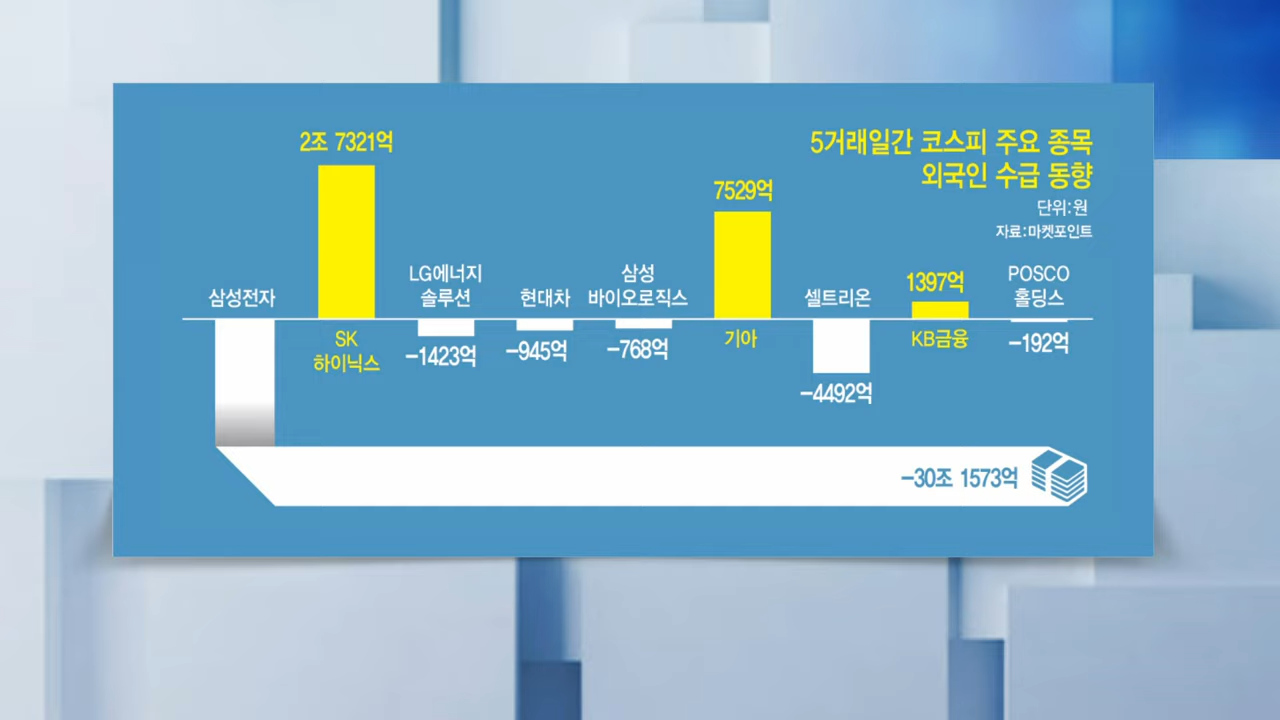 5거래일간 코스피 주요 종목
외국인 수급 동향
단위:원
자료:마켓포인트
삼성전자
2조 7321억
SK
하이닉스
LG에너지
솔루션
-1423억
현대차
-945억
삼성
바이오로직스
-768억
7529억
기아
셀트리온
-4492억
1397억
KB금융
POSCO
홀딩스
-192억
-30조 1573억